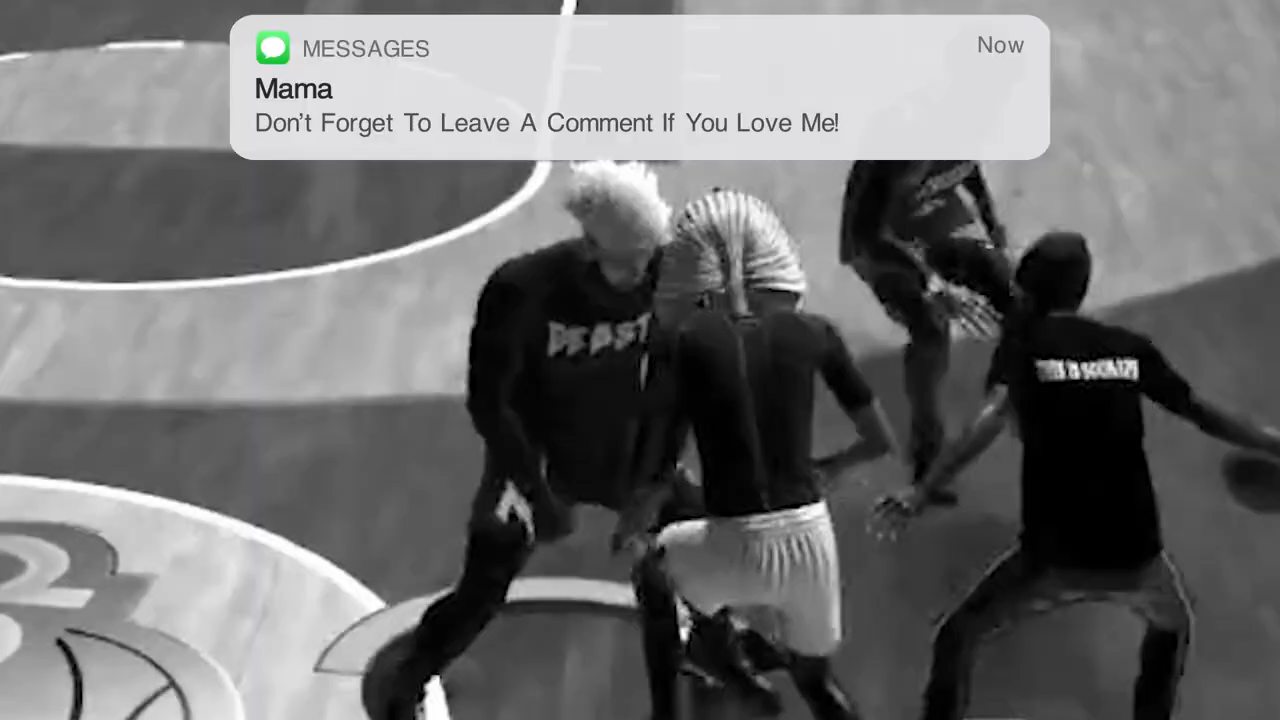 MESSAGES
Now
Mama
Don't Forget To Leave A Comment If You Love Me!
BEAST